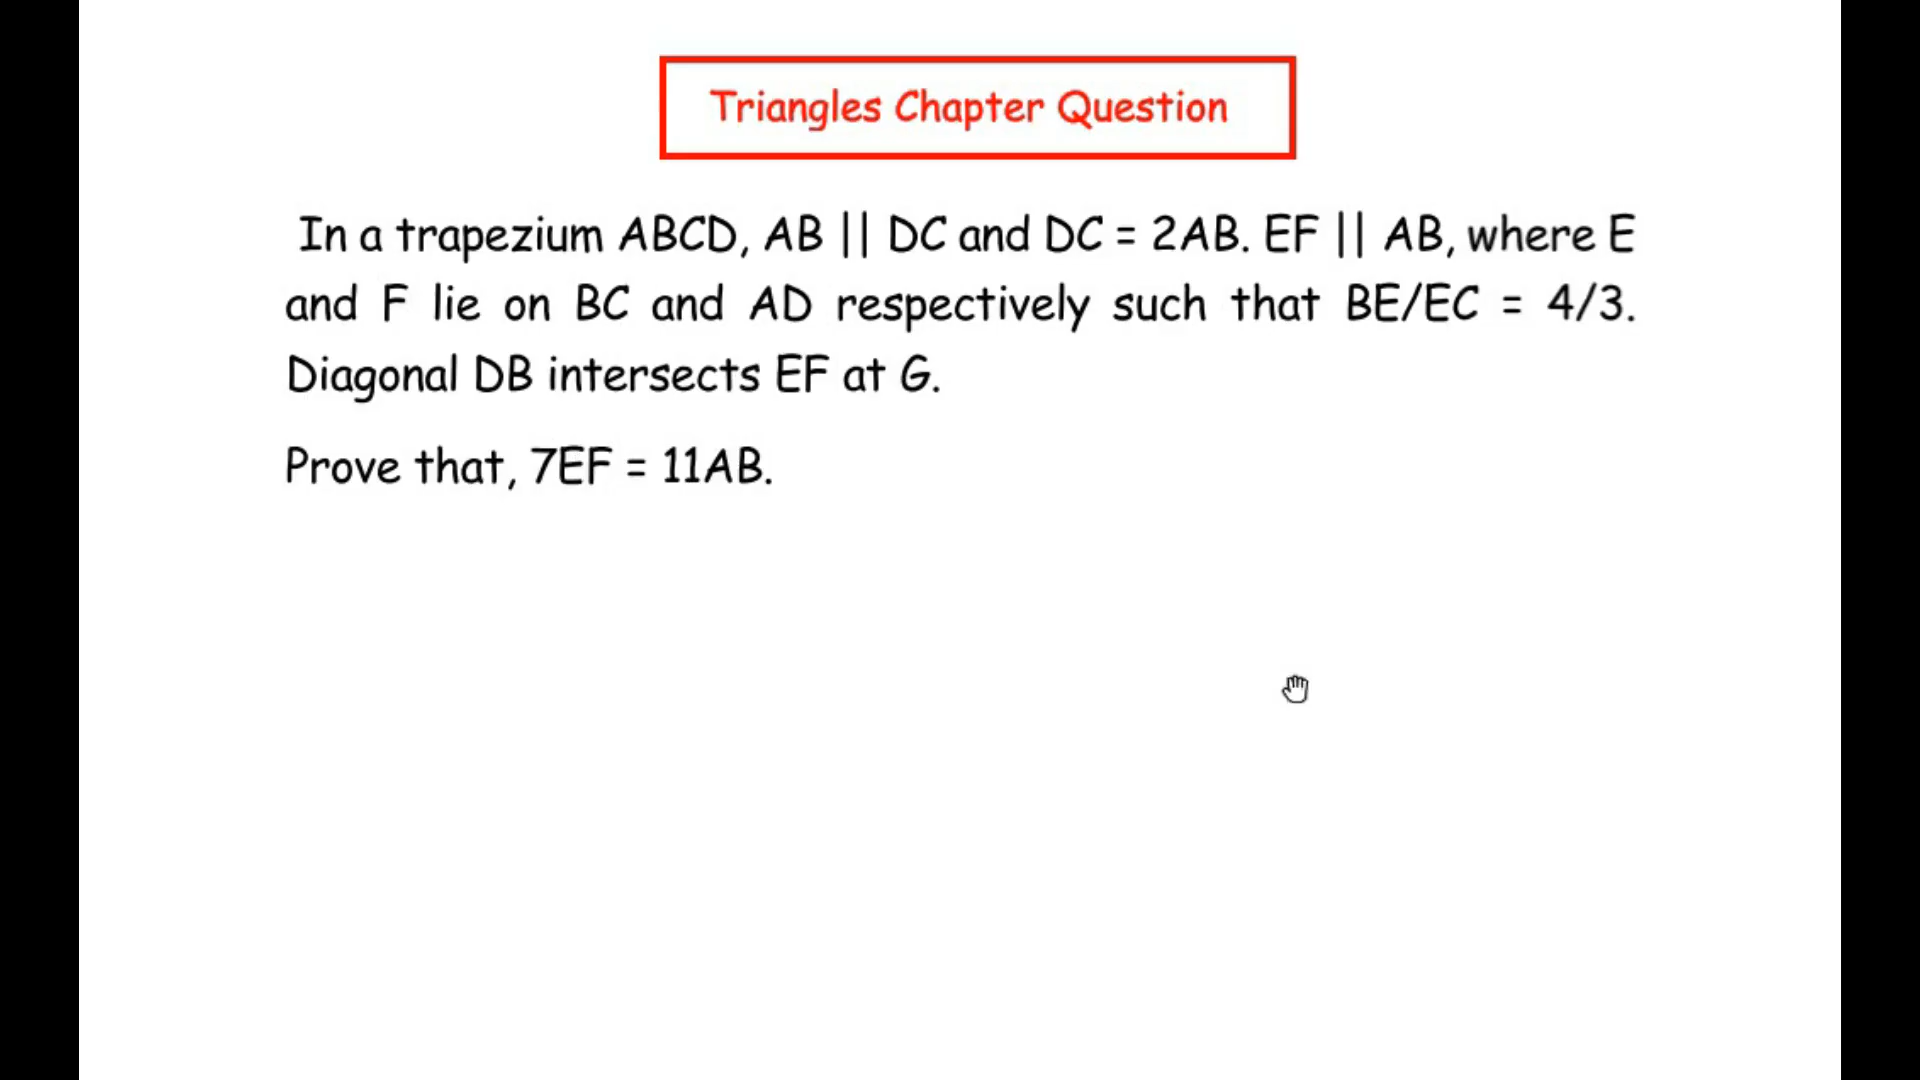 Triangles Chapter Question
In a trapezium ABCD, AB || DC and DC = 2AB. EF || AB, where E
and F lie on BC and AD respectively such that BE/EC = 4/3.
Diagonal DB intersects EF at G.
Prove that, 7EF = 11AB.